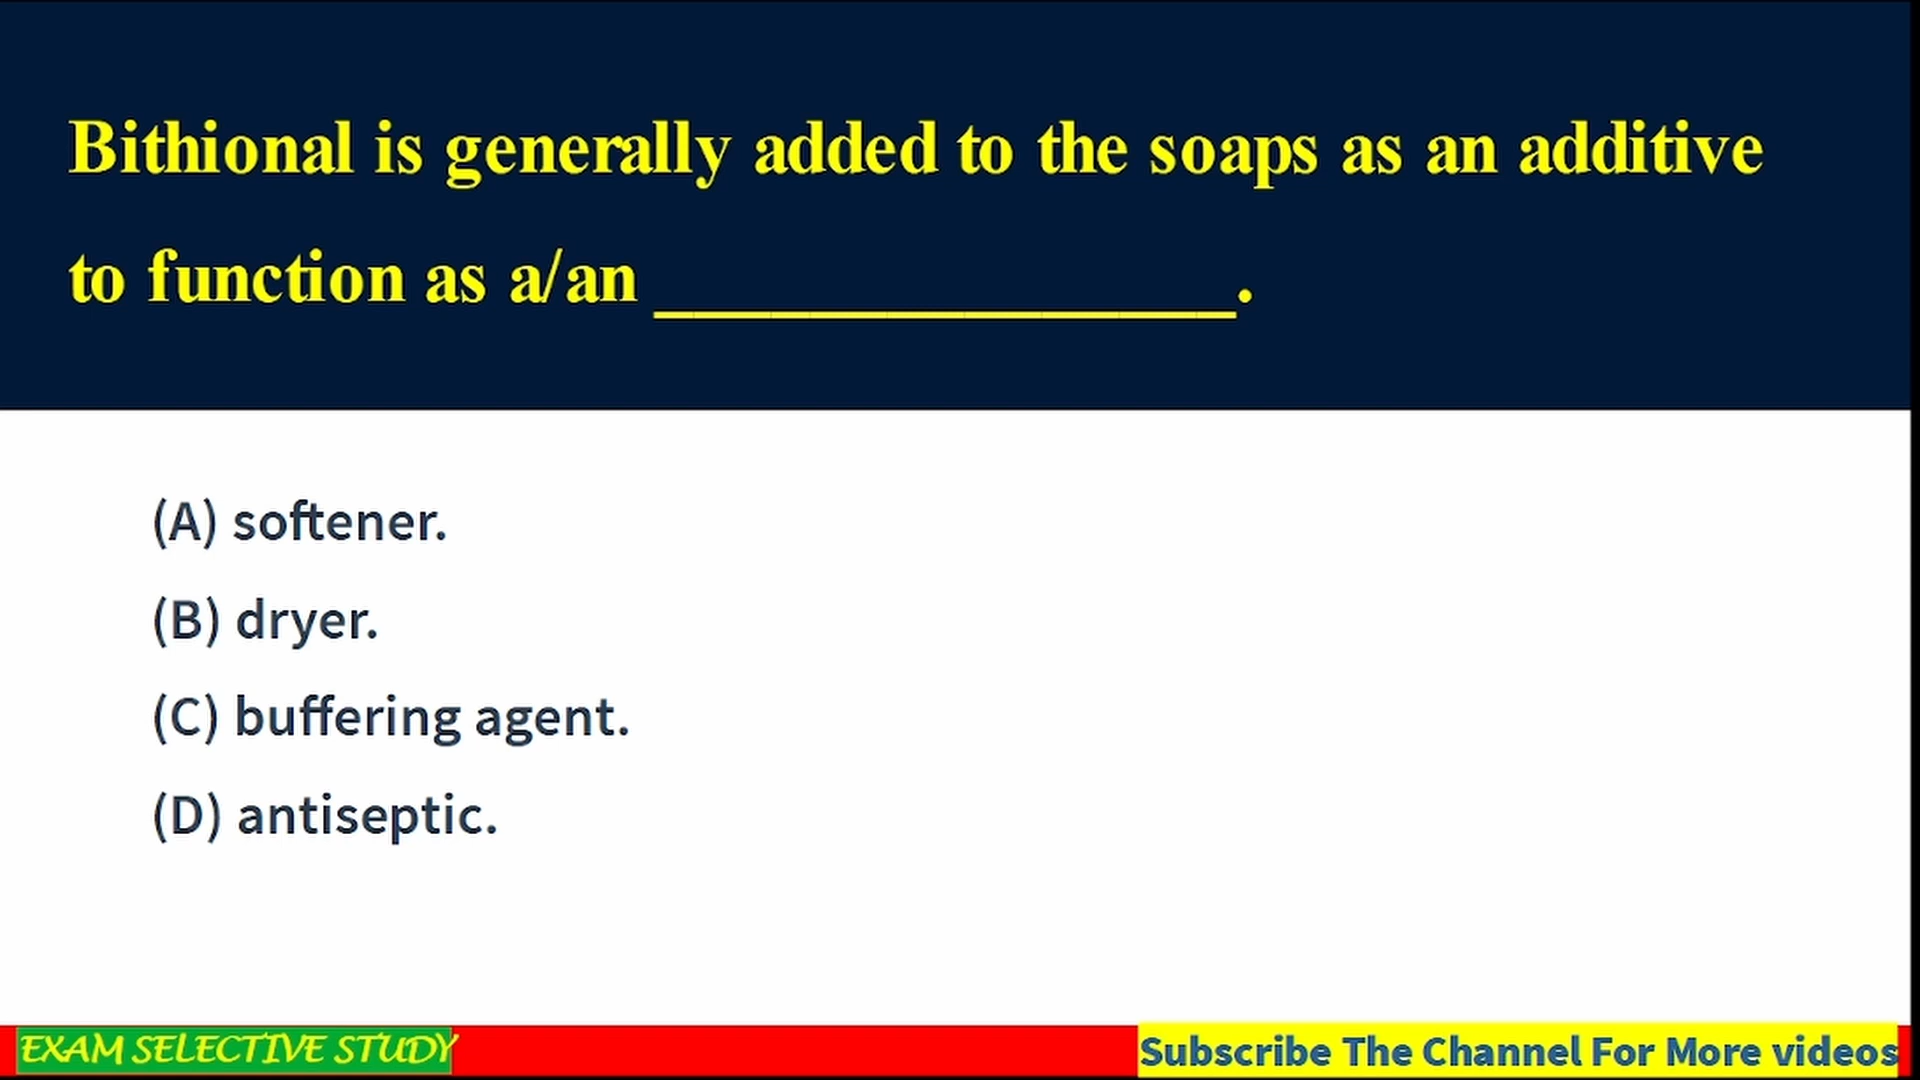 Bithional is generally added to the soaps as an additive
to function as a/an _______________.
(A) softener.
(B) dryer.
(C) buffering agent.
(D) antiseptic.
EXAM SELECTIVE STUDY
Subscribe The Channel For More videos